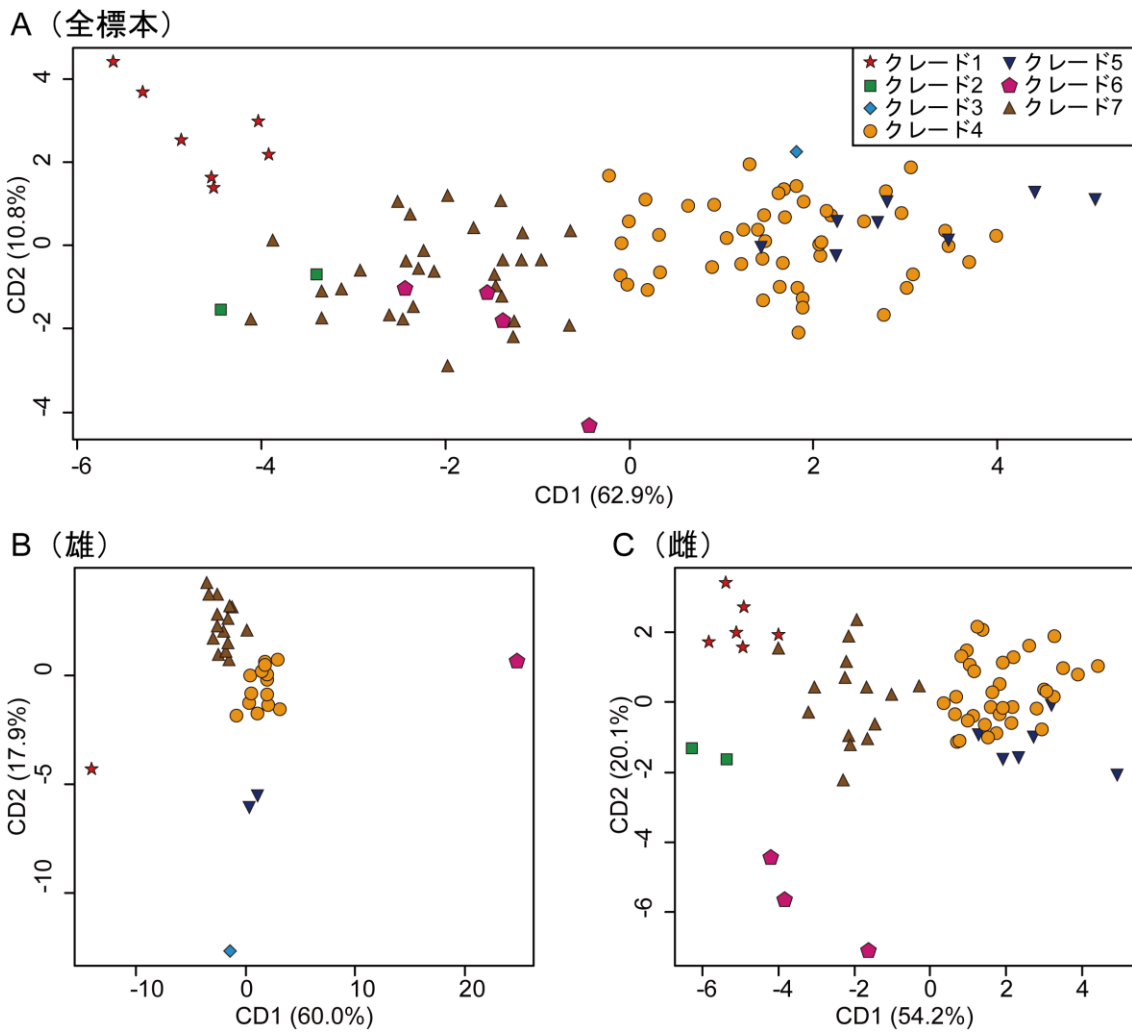 A（全標本）
クレード1
クレード2
クレード3
クレード4
クレード5
クレード6
クレード7
4
2
0
-2
-4
CD2 (10.8%)
-6
-4
-2
0
2
4
CD1 (62.9%)
B（雄）
0
-5
-10
CD2 (17.9%)
-10
0
10
20
CD1 (60.0%)
C（雌）
2
0
-2
-4
-6
CD2 (20.1%)
-6
-4
-2
0
2
4
CD1 (54.2%)